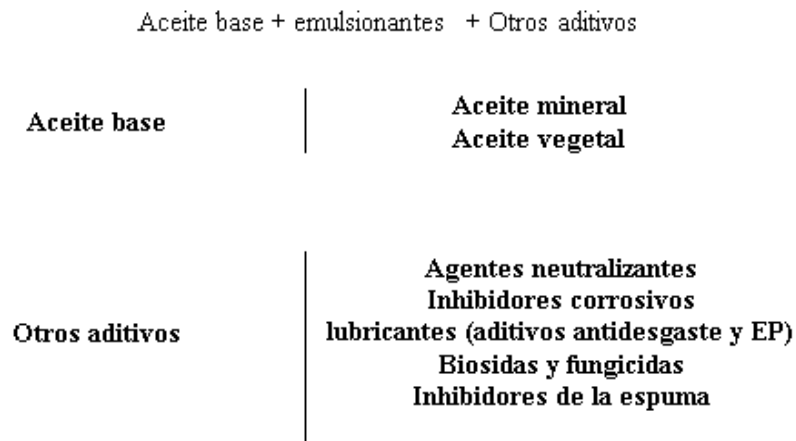 Aceite base + emulsionantes + Otros aditivos
Aceite base
Aceite mineral
Aceite vegetal
Otros aditivos
Agentes neutralizantes
Inhibidores corrosivos
lubricantes (aditivos antidesgaste y EP)
Biosidas y fungicidas
Inhibidores de la espuma